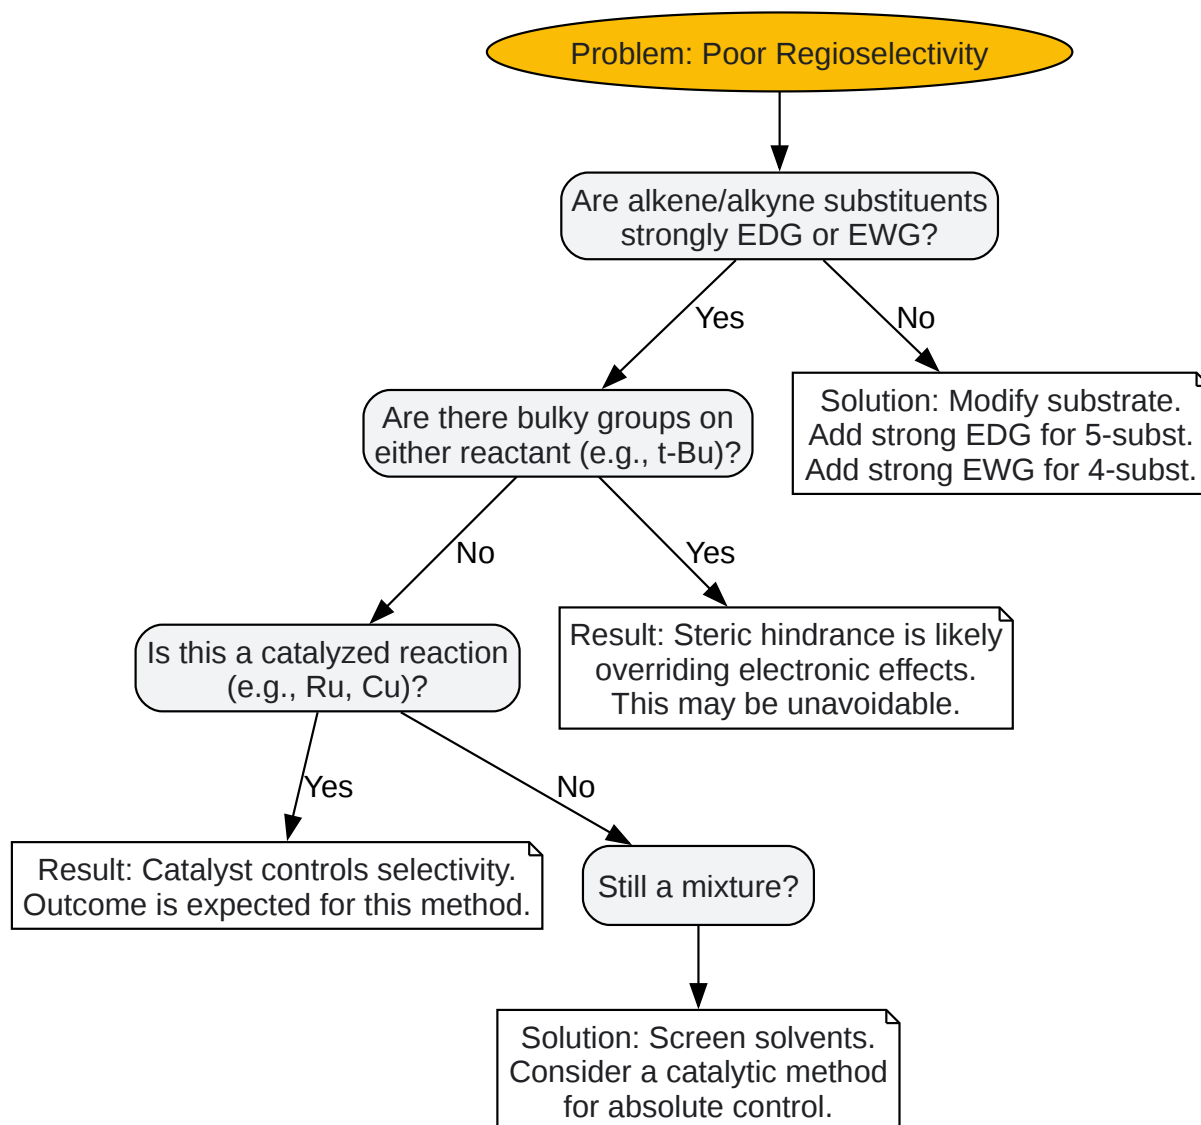 Problem: Poor Regioselectivity
Are alkene/alkyne substituents
strongly EDG or EWG?
Yes
No
Are there bulky groups on
either reactant (e.g., t-Bu)?
Solution: Modify substrate.
Add strong EDG for 5-subst.
Add strong EWG for 4-subst.
No
Yes
Is this a catalyzed reaction
(e.g., Ru, Cu)?
Result: Steric hindrance is likely
overriding electronic effects.
This may be unavoidable.
Yes
No
Result: Catalyst controls selectivity.
Outcome is expected for this method.
Still a mixture?
Solution: Screen solvents.
Consider a catalytic method
for absolute control.